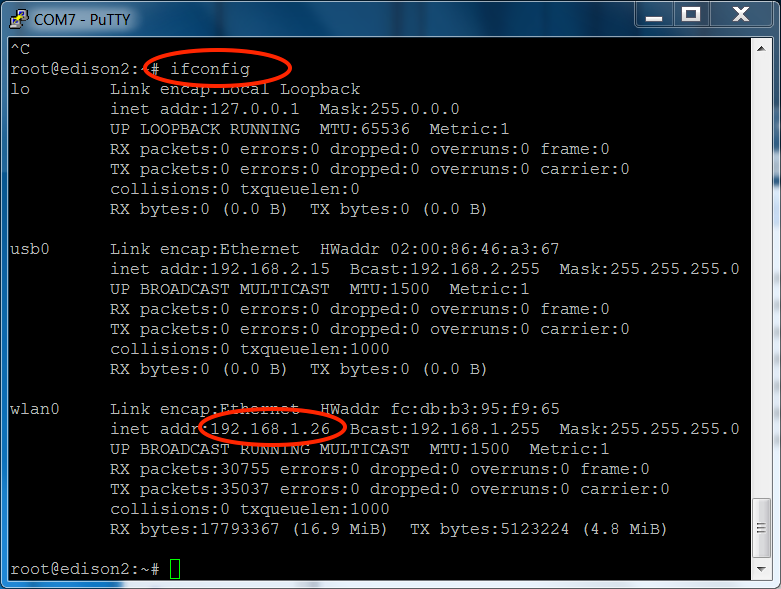 COM7 - PuTTY
^C
root@edison2:~# ifconfig
lo        Link encap:Local Loopback
          inet addr:127.0.0.1  Mask:255.0.0.0
          UP LOOPBACK RUNNING  MTU:65536  Metric:1
          RX packets:0 errors:0 dropped:0 overruns:0 frame:0
          TX packets:0 errors:0 dropped:0 overruns:0 carrier:0
          collisions:0 txqueuelen:0
          RX bytes:0 (0.0 B)  TX bytes:0 (0.0 B)
usb0      Link encap:Ethernet  HWaddr 02:00:86:46:a3:67
          inet addr:192.168.2.15  Bcast:192.168.2.255  Mask:255.255.255.0
          UP BROADCAST MULTICAST  MTU:1500  Metric:1
          RX packets:0 errors:0 dropped:0 overruns:0 frame:0
          TX packets:0 errors:0 dropped:0 overruns:0 carrier:0
          collisions:0 txqueuelen:1000
          RX bytes:0 (0.0 B)  TX bytes:0 (0.0 B)
wlan0     Link encap:Ethernet  HWaddr fc:db:b3:95:f9:65
          inet addr:192.168.1.26  Bcast:192.168.1.255  Mask:255.255.255.0
          UP BROADCAST RUNNING MULTICAST  MTU:1500  Metric:1
          RX packets:30755 errors:0 dropped:0 overruns:0 frame:0
          TX packets:35037 errors:0 dropped:0 overruns:0 carrier:0
          collisions:0 txqueuelen:1000
          RX bytes:17793367 (16.9 MiB)  TX bytes:5123224 (4.8 MiB)
root@edison2:~#